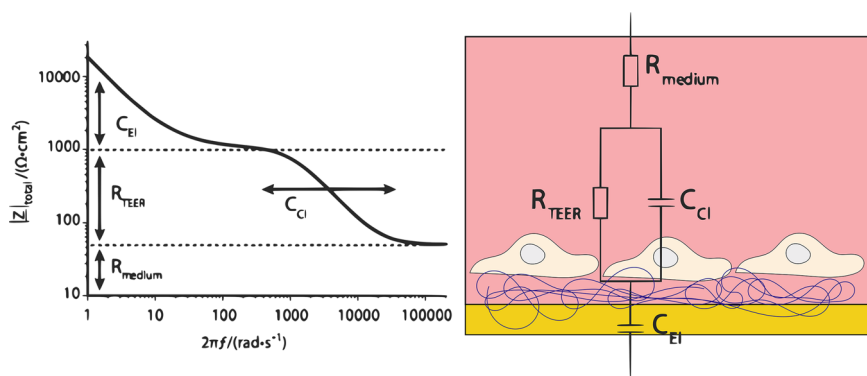 |Z|total/(Ω•cm²)
10000
1000
100
10
CEl
RTEER
Rmedium
CCl
1
10
100
1000
10000
100000
2πf/(rad•s⁻¹)
Rmedium
RTEER
CCl
CEl